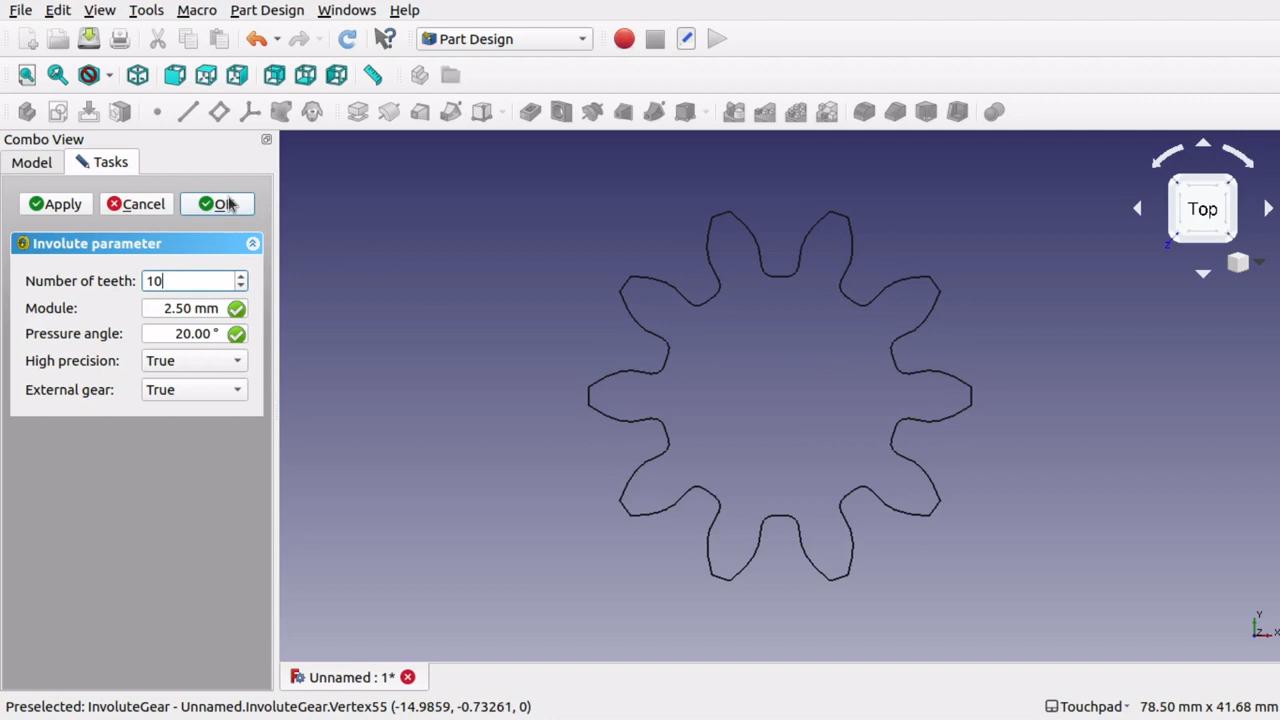 File Edit View Tools Macro Part Design Windows Help
Part Design
Combo View
Model Tasks
Apply Cancel
Involute parameter
Number of teeth: 10
Module: 2.50 mm
Pressure angle: 20.00 °
High precision: True
External gear: True
Top
Z
Y
Z X
Unnamed : 1*
Preselected: InvoluteGear - Unnamed.InvoluteGear.Vertex55 (-14.9859, -0.73261, 0) Touchpad 78.50 mm x 41.68 mm